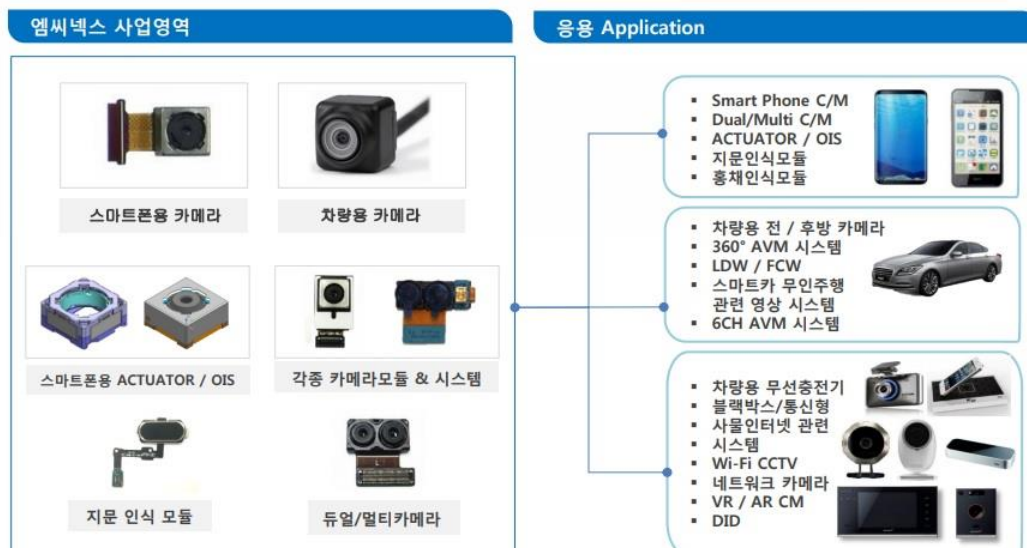 엠씨넥스 사업영역
스마트폰용 카메라
차량용 카메라
스마트폰용 ACTUATOR / OIS
각종 카메라모듈 & 시스템
지문 인식 모듈
듀얼/멀티카메라
응용 Application
▪ Smart Phone C/M
▪ Dual/Multi C/M
▪ ACTUATOR / OIS
▪ 지문인식모듈
▪ 홍채인식모듈
▪ 차량용 전 / 후방 카메라
▪ 360° AVM 시스템
▪ LDW / FCW
▪ 스마트카 무인주행
관련 영상 시스템
▪ 6CH AVM 시스템
▪ 차량용 무선충전기
▪ 블랙박스/통신형
▪ 사물인터넷 관련
▪ 시스템
▪ Wi-Fi CCTV
▪ 네트워크 카메라
▪ VR / AR CM
▪ DID